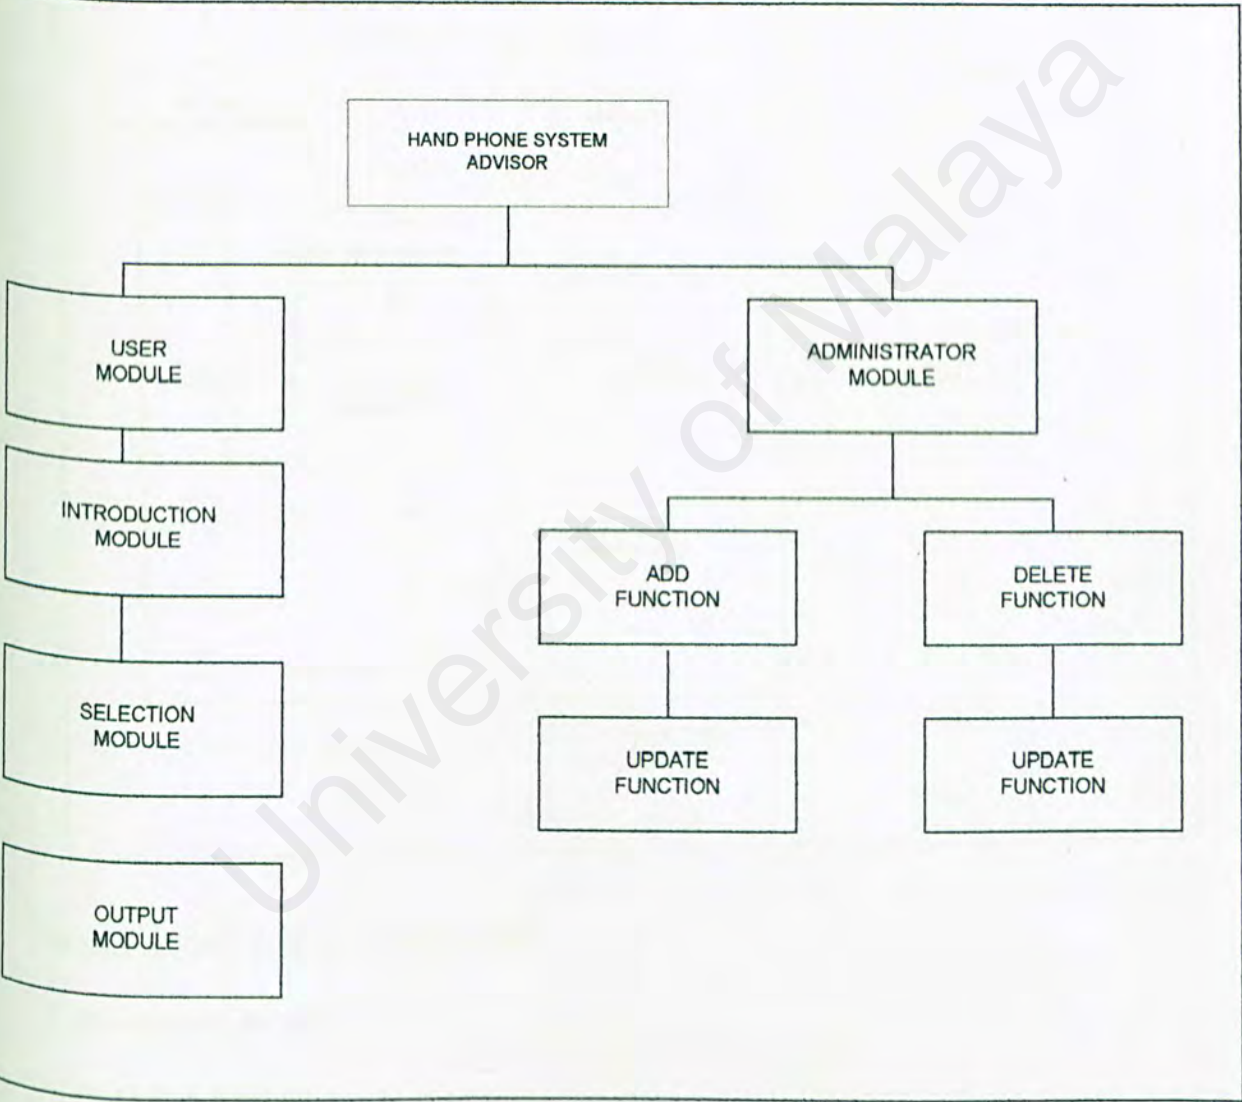 HAND PHONE SYSTEM
ADVISOR
USER
MODULE
ADMINISTRATOR
MODULE
INTRODUCTION
MODULE
ADD
FUNCTION
DELETE
FUNCTION
SELECTION
MODULE
UPDATE
FUNCTION
UPDATE
FUNCTION
OUTPUT
MODULE
University of Malaya